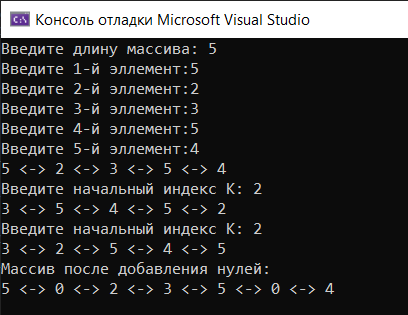 Консоль отладки Microsoft Visual Studio
Введите длину массива: 5
Введите 1-й эллемент:5
Введите 2-й эллемент:2
Введите 3-й эллемент:3
Введите 4-й эллемент:5
Введите 5-й эллемент:4
5 <-> 2 <-> 3 <-> 5 <-> 4
Введите начальный индекс K: 2
3 <-> 5 <-> 4 <-> 5 <-> 2
Введите начальный индекс K: 2
3 <-> 2 <-> 5 <-> 4 <-> 5
Массив после добавления нулей:
5 <-> 0 <-> 2 <-> 3 <-> 5 <-> 0 <-> 4